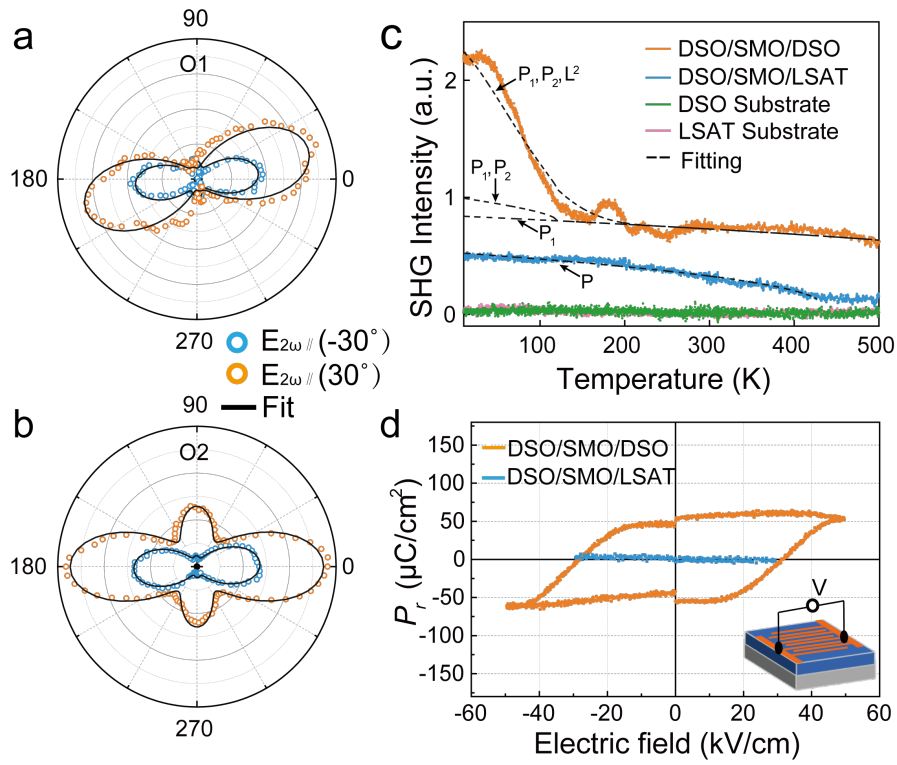 a
90
O1
180
0
270
E2ω∥(-30°)
E2ω∥(30°)
Fit
b
90
O2
180
0
270
c
SHG Intensity (a.u.)
2
1
0
P1,P2,L²
P1,P2
P1
P
DSO/SMO/DSO
DSO/SMO/LSAT
DSO Substrate
LSAT Substrate
Fitting
100 200 300 400 500
Temperature (K)
d
Pr (μC/cm²)
150
100
50
0
-50
-100
-150
DSO/SMO/DSO
DSO/SMO/LSAT
V
-60 -40 -20 0 20 40 60
Electric field (kV/cm)